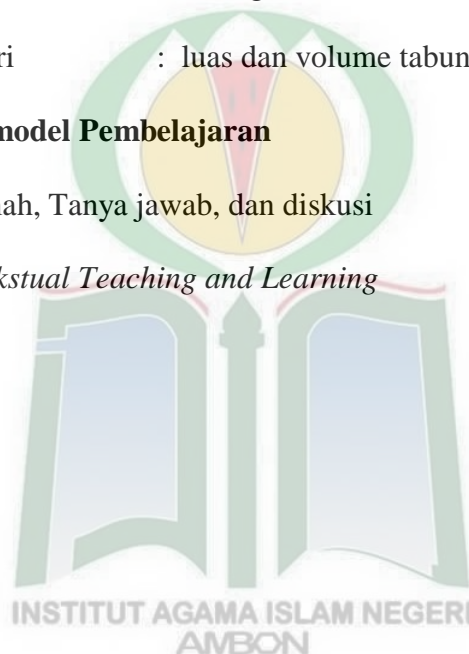 ri : luas dan volume tabun
model Pembelajaran
nah, Tanya jawab, dan diskusi
kstual Teaching and Learning
INSTITUT AGAMA ISLAM NEGERI
AMBON